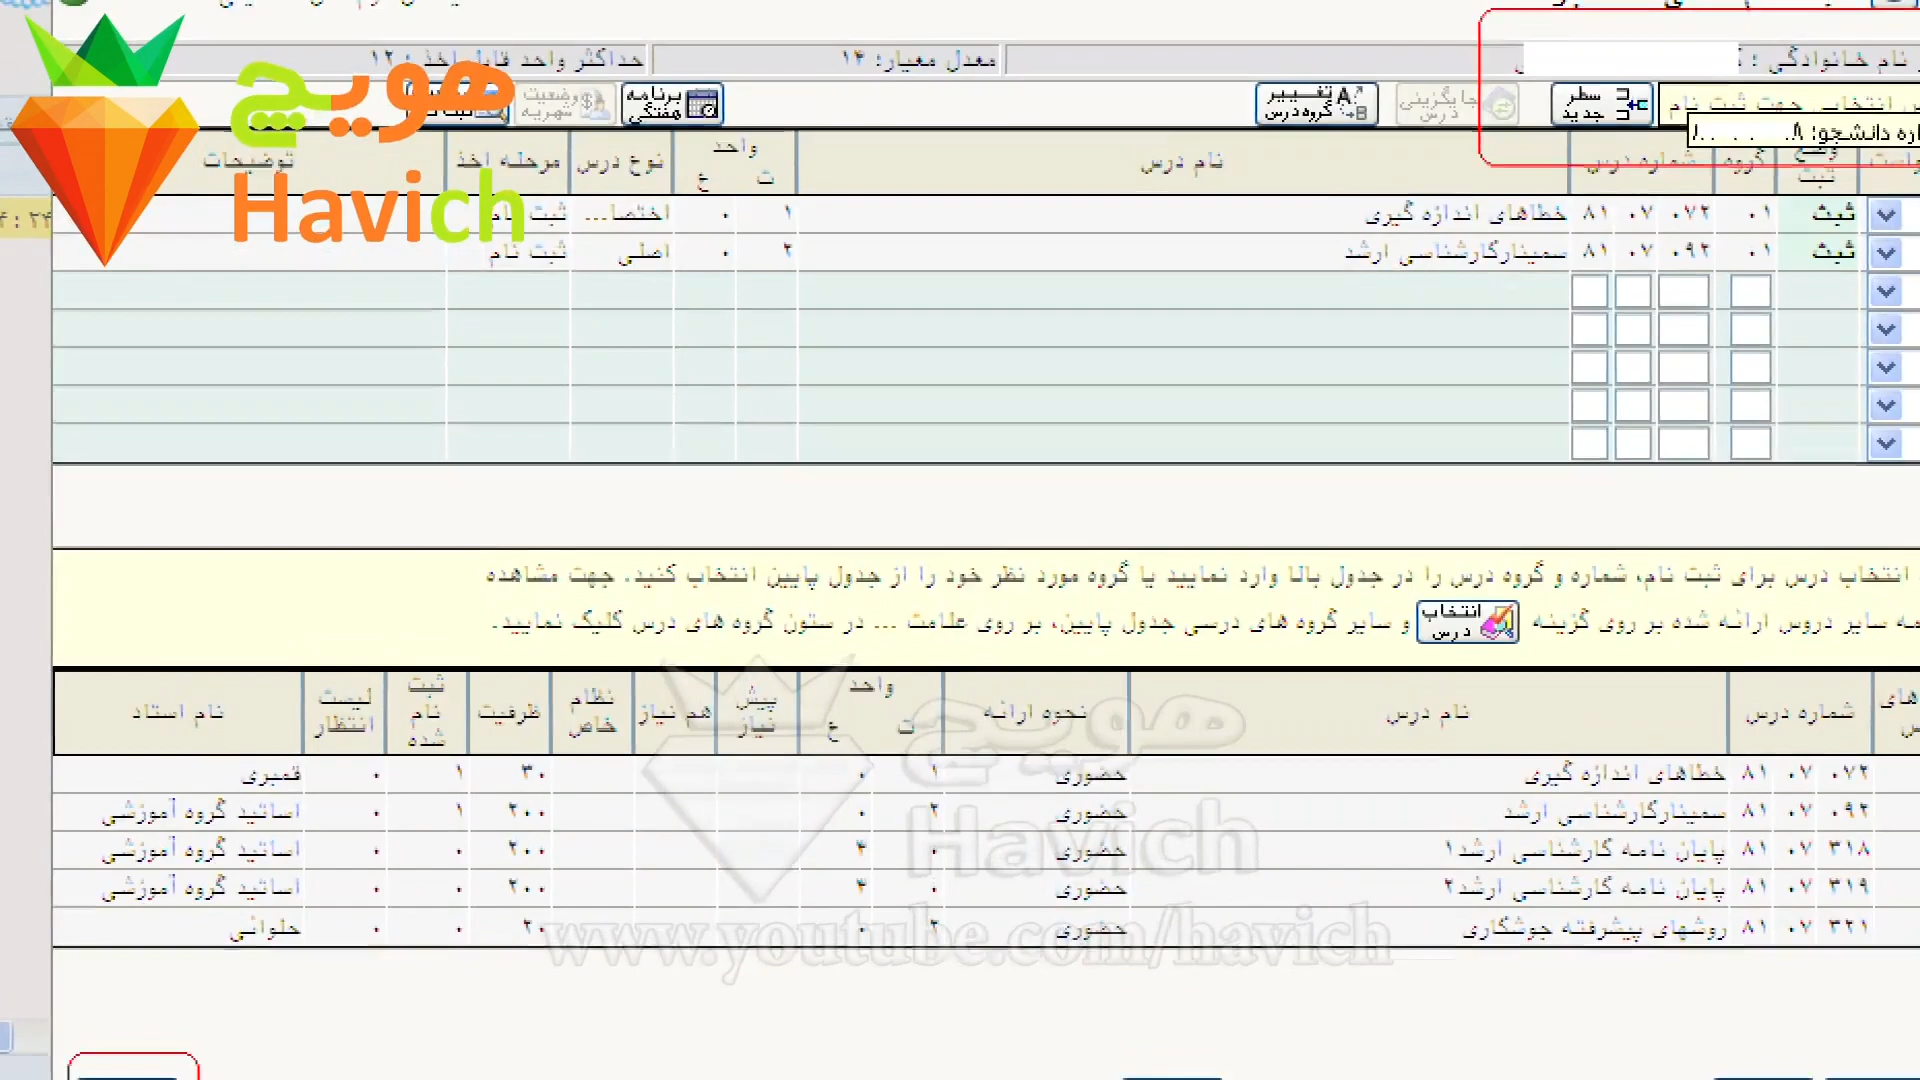 نام خانوادگی :
معدل معیار: ۱۴
حداکثر واحد قابل اخذ : ۱۲
هویج
Havich
سطر جدید
جایگزینی درس
تغییر گروه درس
برنامه هفتگی
وضعیت شهریه
انتخابی جهت ثبت نام
شماره درس گروه
نام درس
واحد
ت ع
نوع درس
مرحله اخذ
توضیحات
ثبت ۰۱ ۰۷۲ ۰۷ ۸۱ خطاهای اندازه گیری ۱ ۰ اختصا... ثبت نام
ثبت ۰۱ ۰۹۲ ۰۷ ۸۱ سمینارکارشناسی ارشد ۲ ۰ اصلی ثبت نام
انتخاب درس برای ثبت نام، شماره و گروه درس را در جدول بالا وارد نمایید یا گروه مورد نظر خود را از جدول پایین انتخاب کنید. جهت مشاهده
سایر دروس ارائه شده بر روی گزینه انتخاب درس و سایر گروه های درسی جدول پایین، بر روی علامت ... در ستون گروه های درس کلیک نمایید.
شماره درس
نام درس
نحوه ارائه
واحد
ت ع
پیش نیاز
هم نیاز
نظام خاص
ظرفیت
ثبت نام شده
لیست انتظار
نام استاد
۰۷۲ ۰۷ ۸۱ خطاهای اندازه گیری حضوری ۱ ۰ ۳۰ ۱ ۰ قمبری
۰۹۲ ۰۷ ۸۱ سمینارکارشناسی ارشد حضوری ۲ ۰ ۲۰۰ ۱ ۰ اساتید گروه آموزشی
۳۱۸ ۰۷ ۸۱ پایان نامه کارشناسی ارشد۱ حضوری ۰ ۳ ۲۰۰ ۰ ۰ اساتید گروه آموزشی
۳۱۹ ۰۷ ۸۱ پایان نامه کارشناسی ارشد۲ حضوری ۰ ۳ ۲۰۰ ۰ ۰ اساتید گروه آموزشی
۳۲۱ ۰۷ ۸۱ روشهای پیشرفته جوشکاری حضوری ۲ ۰ ۲۰ ۰ ۰ حلوائی
هویج
Havich
www.youtube.com/havich